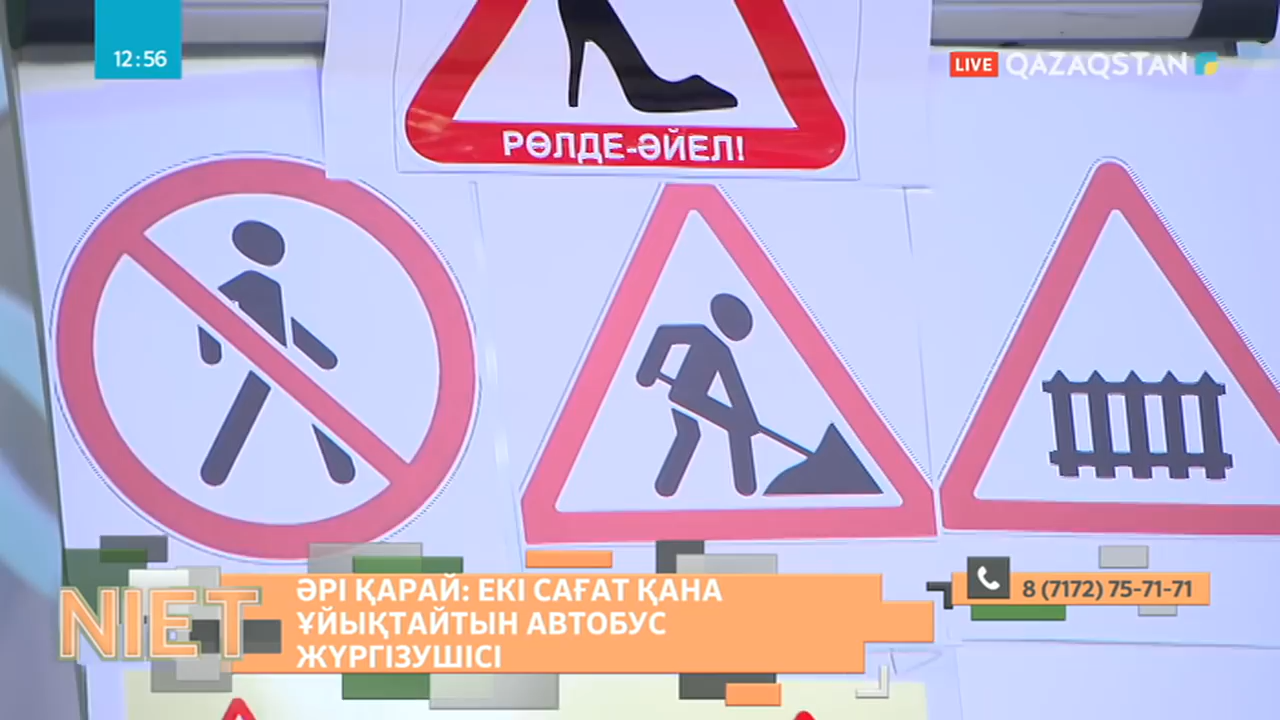 12:56
LIVE QAZAQSTAN
РӨЛДЕ-ӘЙЕЛ!
NIET
ӘРІ ҚАРАЙ: ЕКІ САҒАТ ҚАНА
ҰЙЫҚТАЙТЫН АВТОБУС
ЖҮРГІЗУШІСІ
8 (7172) 75-71-71